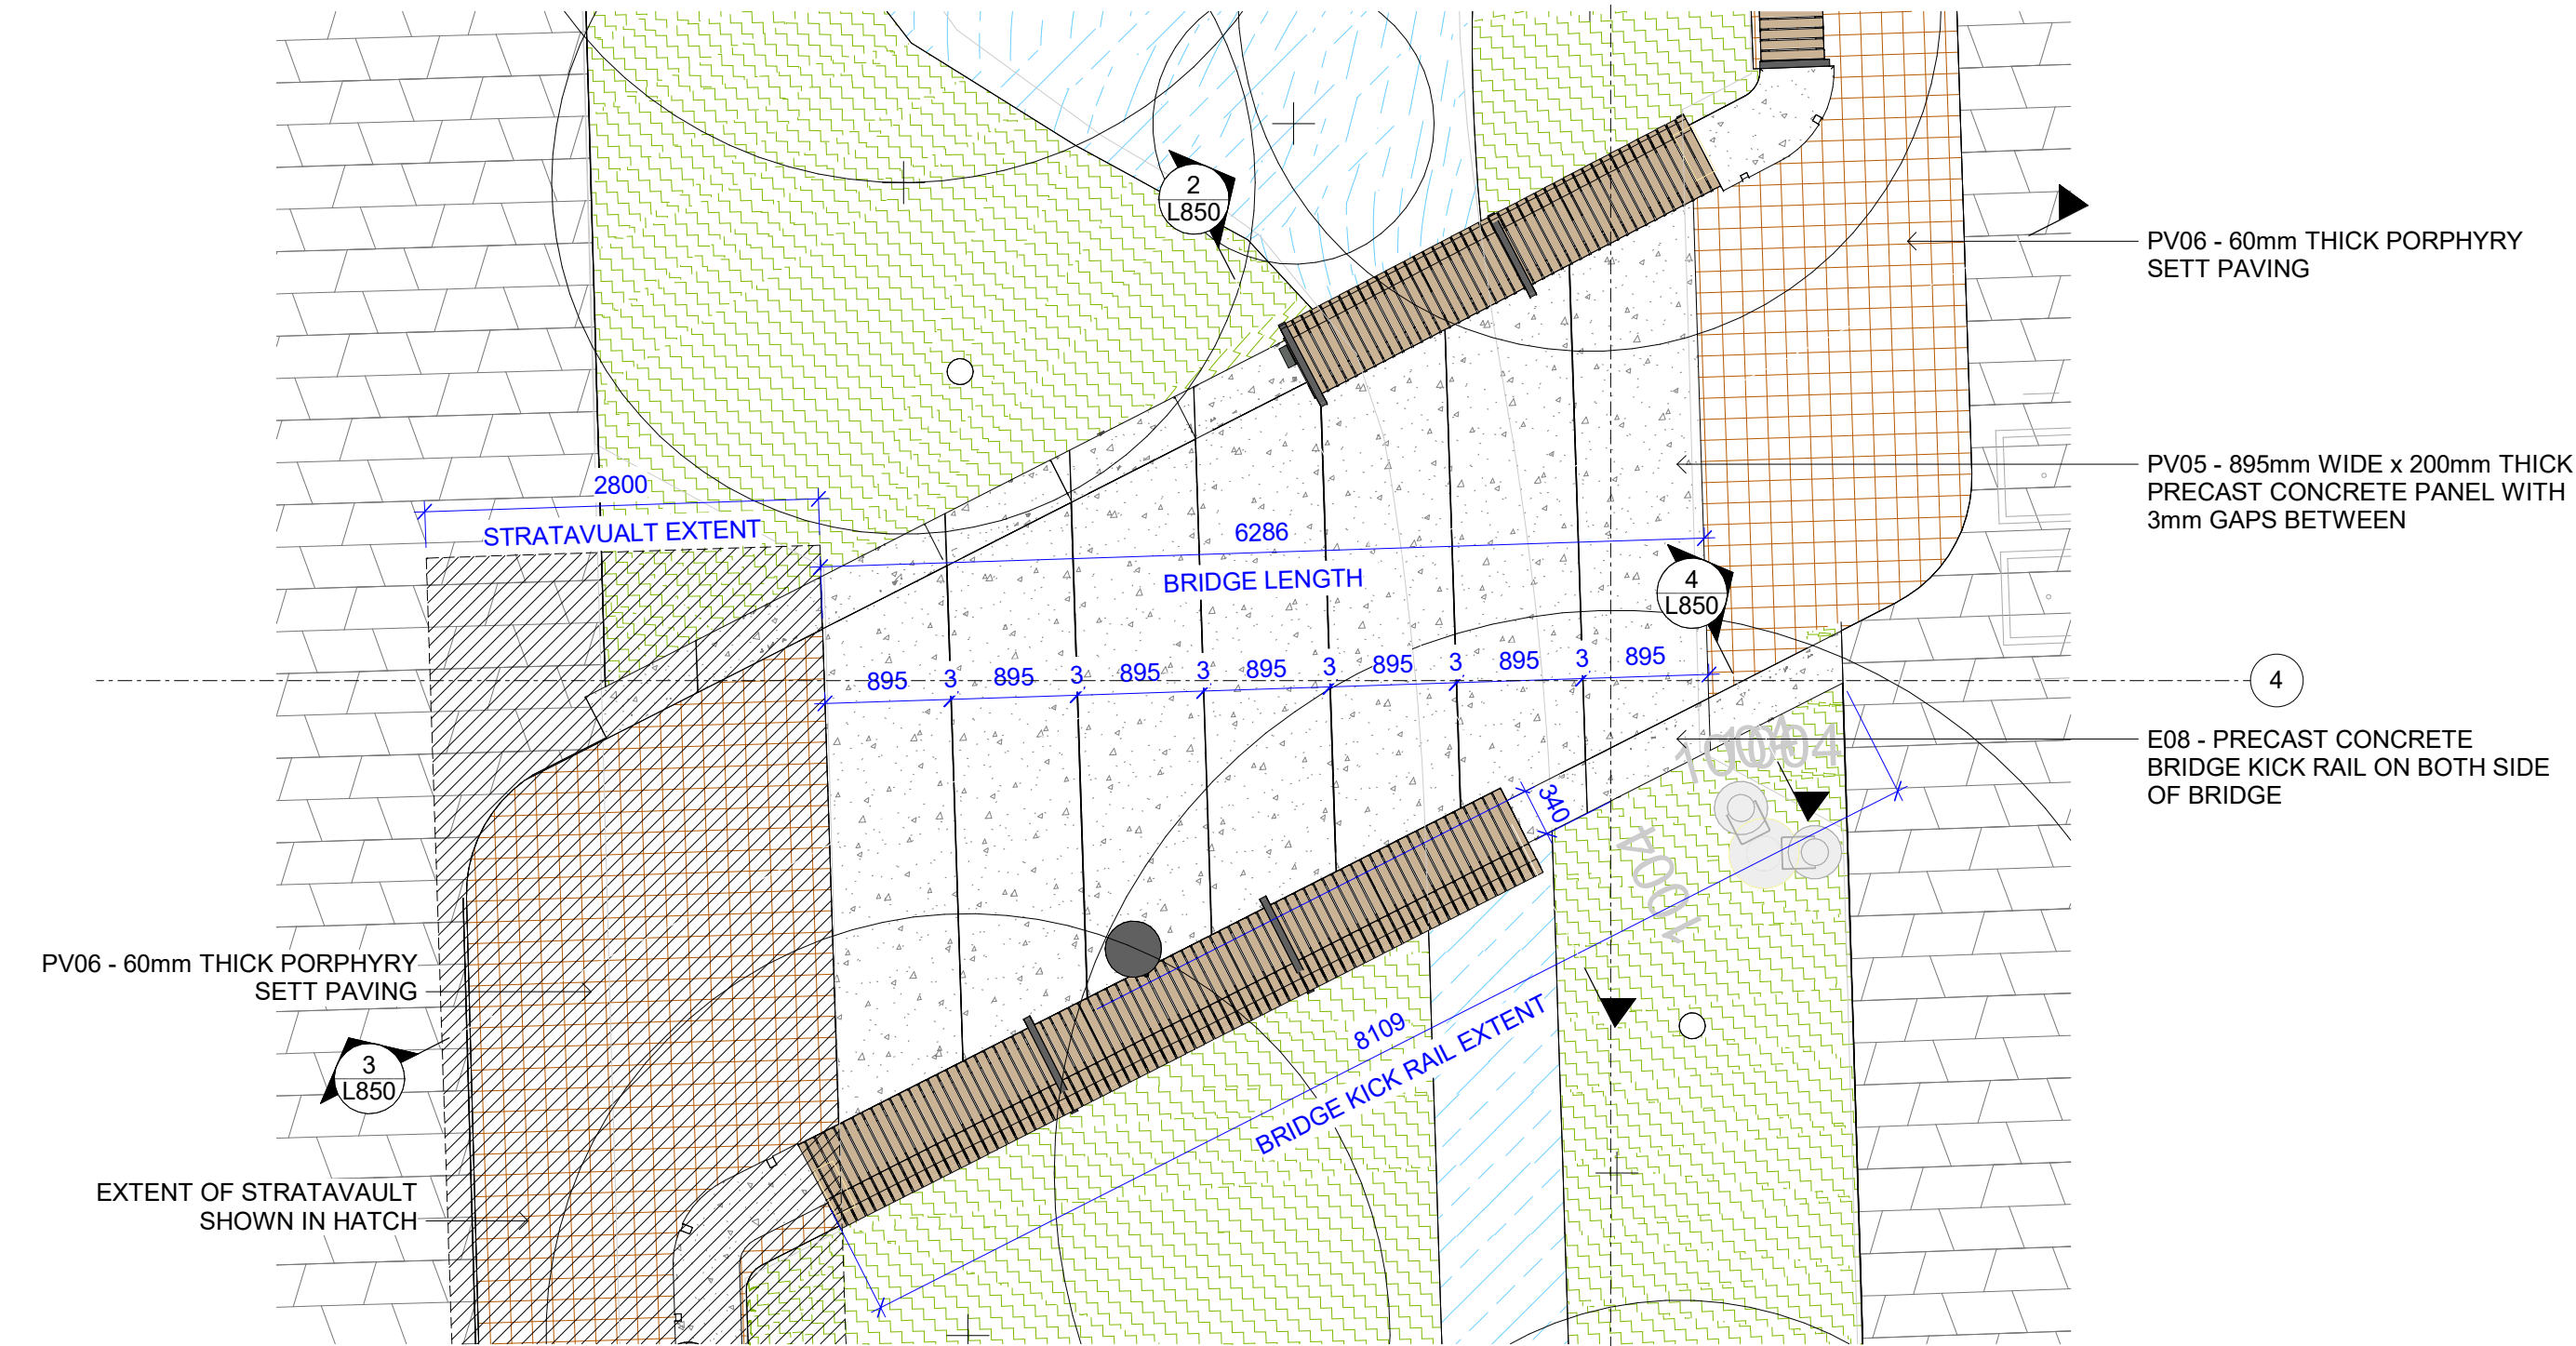 2
L850
PV06 - 60mm THICK PORPHYRY
SETT PAVING
PV05 - 895mm WIDE x 200mm THICK
PRECAST CONCRETE PANEL WITH
3mm GAPS BETWEEN
2800
STRATAVUALT EXTENT
6286
BRIDGE LENGTH
4
L850
895 3 895 3 895 3 895 3 895 3 895 3 895
4
E08 - PRECAST CONCRETE
BRIDGE KICK RAIL ON BOTH SIDE
OF BRIDGE
340
1004
8109
BRIDGE KICK RAIL EXTENT
PV06 - 60mm THICK PORPHYRY
SETT PAVING
3
L850
EXTENT OF STRATAVAULT
SHOWN IN HATCH